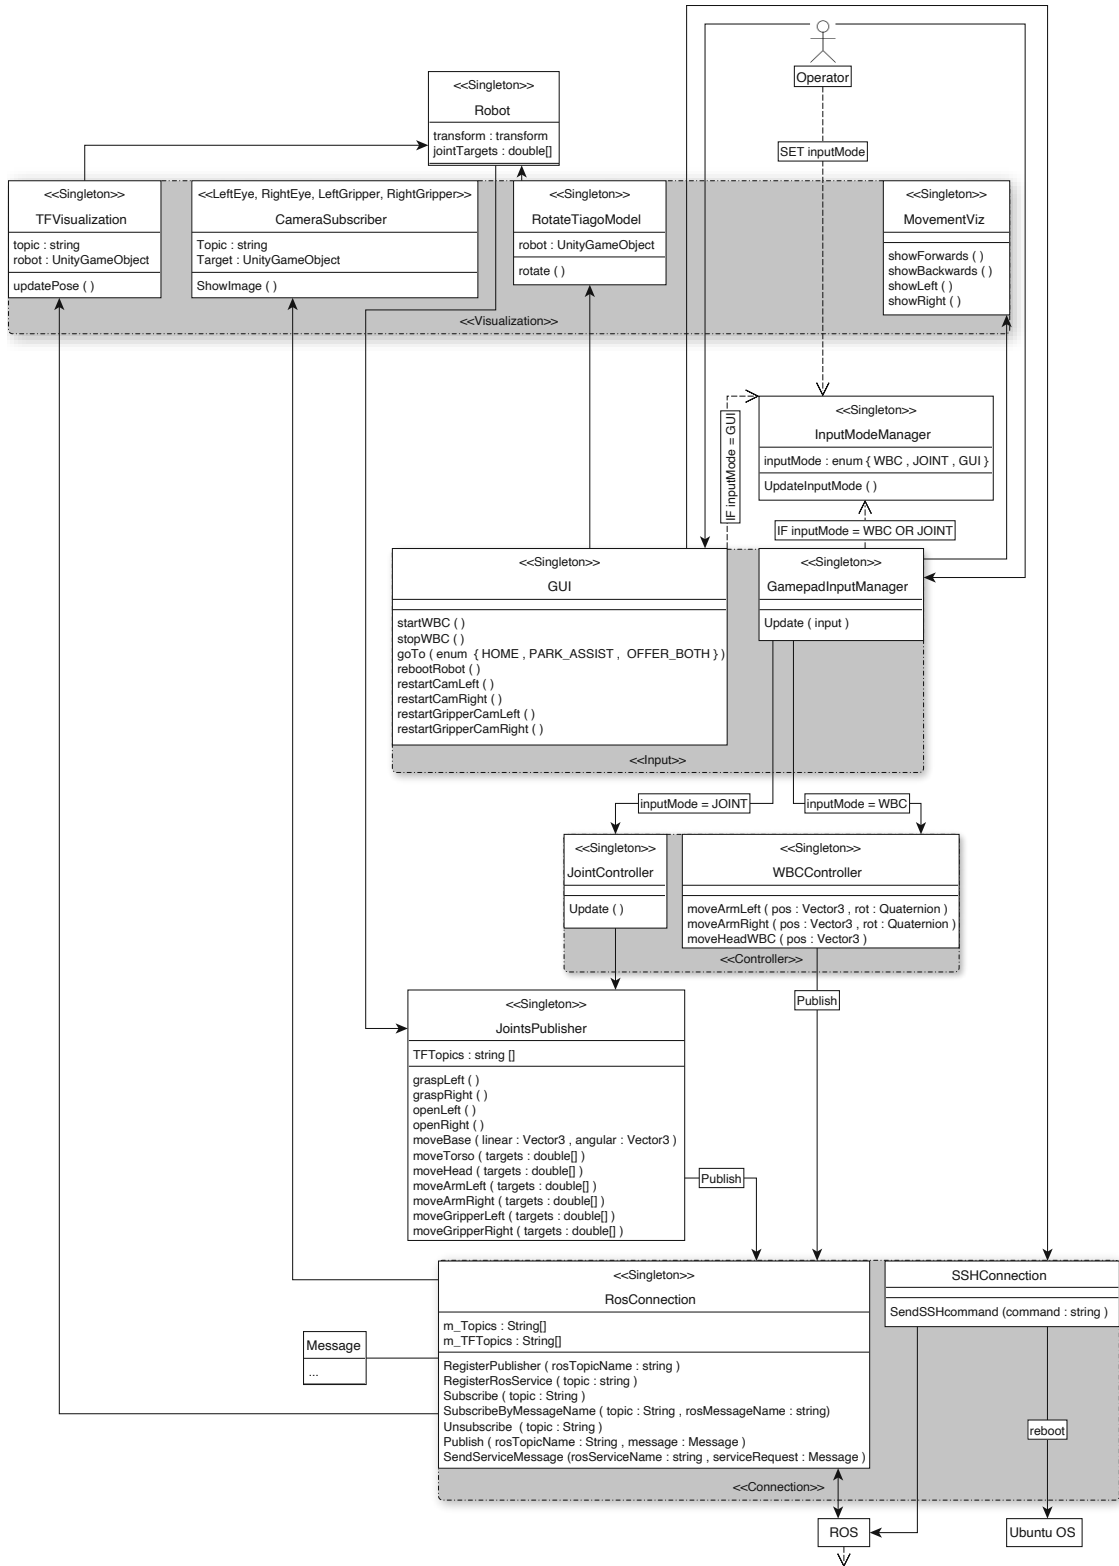 Operator
<<Singleton>>
Robot
transform : transform
jointTargets : double[]
SET inputMode
<<Singleton>>
TFVisualization
topic : string
robot : UnityGameObject
updatePose ( )
<<LeftEye, RightEye, LeftGripper, RightGripper>>
CameraSubscriber
Topic : string
Target : UnityGameObject
ShowImage ( )
<<Singleton>>
RotateTiagoModel
robot : UnityGameObject
rotate ( )
<<Singleton>>
MovementViz
showForwards ( )
showBackwards ( )
showLeft ( )
showRight ( )
<<Visualization>>
<<Singleton>>
InputModeManager
inputMode : enum { WBC , JOINT , GUI }
UpdateInputMode ( )
IF inputMode = GUI
IF inputMode = WBC OR JOINT
<<Singleton>>
GUI
startWBC ( )
stopWBC ( )
goTo ( enum { HOME , PARK_ASSIST , OFFER_BOTH } )
rebootRobot ( )
restartCamLeft ( )
restartCamRight ( )
restartGripperCamLeft ( )
restartGripperCamRight ( )
<<Singleton>>
GamepadInputManager
Update ( input )
<<Input>>
inputMode = JOINT
inputMode = WBC
<<Singleton>>
JointController
Update ( )
<<Singleton>>
WBCController
moveArmLeft ( pos : Vector3 , rot : Quaternion )
moveArmRight ( pos : Vector3 , rot : Quaternion )
moveHeadWBC ( pos : Vector3 )
<<Controller>>
Publish
<<Singleton>>
JointsPublisher
TFTopics : string []
graspLeft ( )
graspRight ( )
openLeft ( )
openRight ( )
moveBase ( linear : Vector3 , angular : Vector3 )
moveTorso ( targets : double[] )
moveHead ( targets : double[] )
moveArmLeft ( targets : double[] )
moveArmRight ( targets : double[] )
moveGripperLeft ( targets : double[] )
moveGripperRight ( targets : double[] )
Publish
<<Singleton>>
RosConnection
m_Topics : String[]
m_TFTopics : String[]
RegisterPublisher ( rosTopicName : string )
RegisterRosService ( topic : string )
Subscribe ( topic : String )
SubscribeByMessageName ( topic : String , rosMessageName : string)
Unsubscribe ( topic : String )
Publish ( rosTopicName : String , message : Message )
SendServiceMessage (rosServiceName : string , serviceRequest : Message )
Message
...
SSHConnection
SendSSHcommand (command : string )
reboot
<<Connection>>
ROS
Ubuntu OS